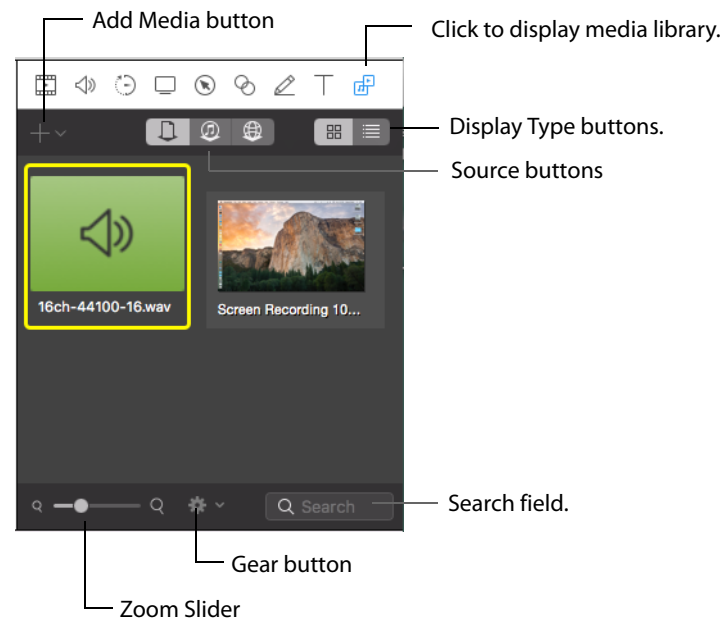 Add Media button
Click to display media library.
T
Display Type buttons.
Source buttons
16ch-44100-16.wav
Screen Recording 10...
Search
Search field.
Gear button
Zoom Slider